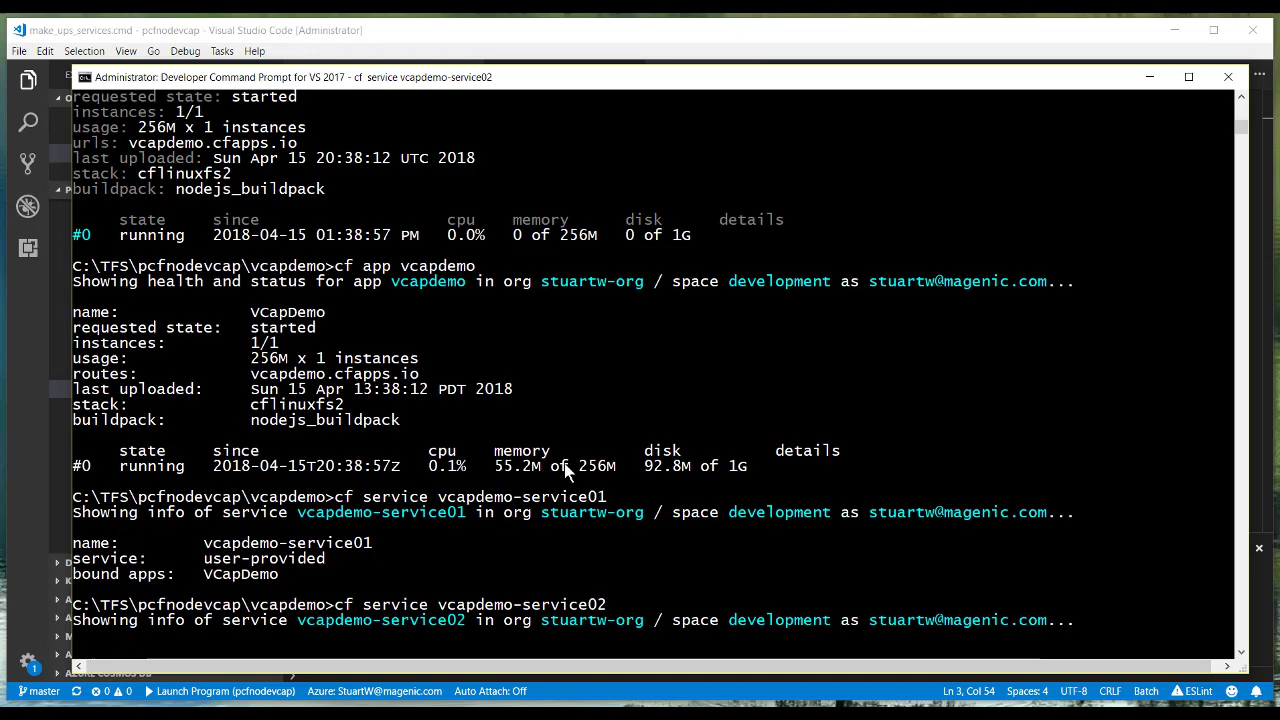 make_ups_services.cmd - pcfnodevcap - Visual Studio Code [Administrator]
File Edit Selection View Go Debug Tasks Help
Administrator: Developer Command Prompt for VS 2017 - cf service vcapdemo-service02
requested state: started
instances: 1/1
usage: 256M x 1 instances
urls: vcapdemo.cfapps.io
last uploaded: Sun Apr 15 20:38:12 UTC 2018
stack: cflinuxfs2
buildpack: nodejs_buildpack
state since cpu memory disk details
#0 running 2018-04-15 01:38:57 PM 0.0% 0 of 256M 0 of 1G
C:\TFS\pcfnodevcap\vcapdemo>cf app vcapdemo
Showing health and status for app vcapdemo in org stuartw-org / space development as stuartw@magenic.com...
name: VCapDemo
requested state: started
instances: 1/1
usage: 256M x 1 instances
routes: vcapdemo.cfapps.io
last uploaded: Sun 15 Apr 13:38:12 PDT 2018
stack: cflinuxfs2
buildpack: nodejs_buildpack
state since cpu memory disk details
#0 running 2018-04-15T20:38:57Z 0.1% 55.2M of 256M 92.8M of 1G
C:\TFS\pcfnodevcap\vcapdemo>cf service vcapdemo-service01
Showing info of service vcapdemo-service01 in org stuartw-org / space development as stuartw@magenic.com...
name: vcapdemo-service01
service: user-provided
bound apps: VCapDemo
C:\TFS\pcfnodevcap\vcapdemo>cf service vcapdemo-service02
Showing info of service vcapdemo-service02 in org stuartw-org / space development as stuartw@magenic.com...
1
master 0 0 Launch Program (pcfnodevcap) Azure: StuartW@magenic.com Auto Attach: Off Ln 3, Col 54 Spaces: 4 UTF-8 CRLF Batch ESLint